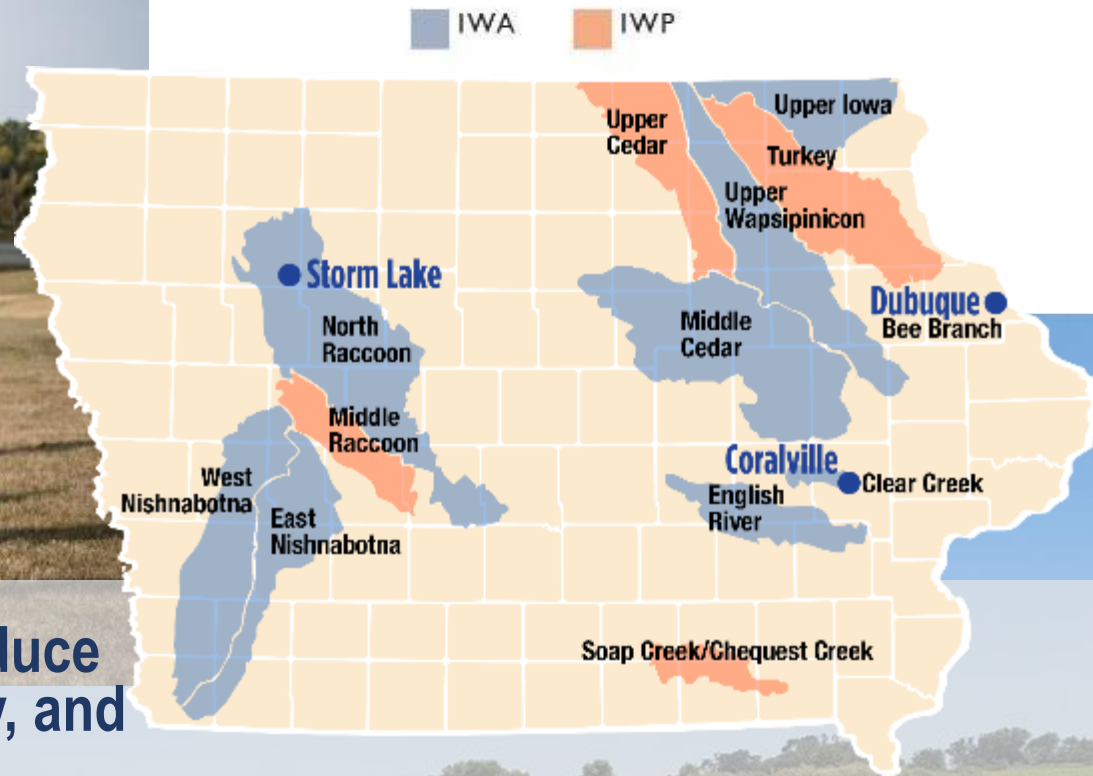 IWA
IWP
Upper
Cedar
Upper Iowa
Turkey
Upper
Wapsipinicon
Storm Lake
North
Raccoon
Middle
Cedar
Dubuque
Bee Branch
Middle
Raccoon
West
Nishnabotna
East
Nishnabotna
Coralville
Clear Creek
English
River
Soap Creek/Chequest Creek
duce
, and